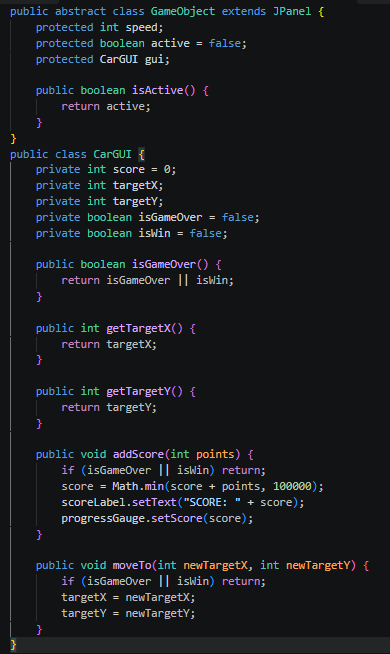 public abstract class GameObject extends JPanel {
    protected int speed;
    protected boolean active = false;
    protected CarGUI gui;

    public boolean isActive() {
        return active;
    }
}
public class CarGUI {
    private int score = 0;
    private int targetX;
    private int targetY;
    private boolean isGameOver = false;
    private boolean isWin = false;

    public boolean isGameOver() {
        return isGameOver || isWin;
    }

    public int getTargetX() {
        return targetX;
    }

    public int getTargetY() {
        return targetY;
    }

    public void addScore(int points) {
        if (isGameOver || isWin) return;
        score = Math.min(score + points, 100000);
        scoreLabel.setText("SCORE: " + score);
        progressGauge.setScore(score);
    }

    public void moveTo(int newTargetX, int newTargetY) {
        if (isGameOver || isWin) return;
        targetX = newTargetX;
        targetY = newTargetY;
    }
}